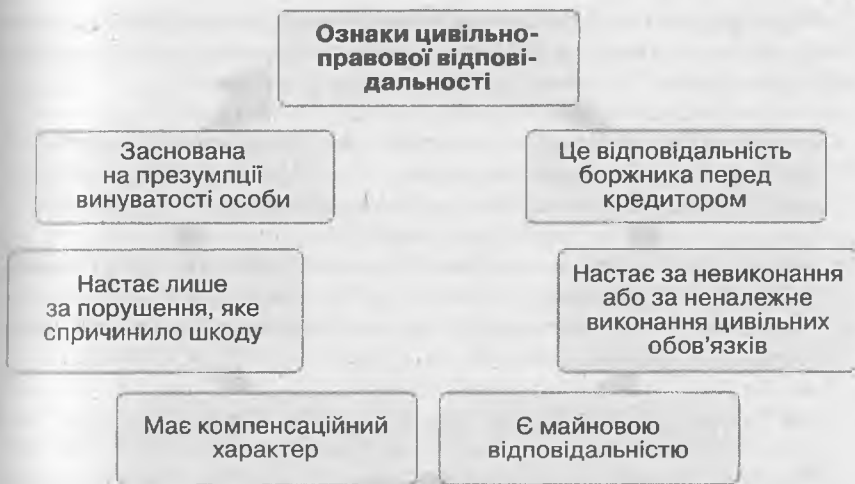 Ознаки цивільно-
правової відпові-
дальності
Заснована
на презумпції
винуватості особи
Це відповідальність
боржника перед
кредитором
Настає лише
за порушення, яке
спричинило шкоду
Настає за невиконання
або за неналежне
виконання цивільних
обов'язків
Має компенсаційний
характер
Є майновою
відповідальністю